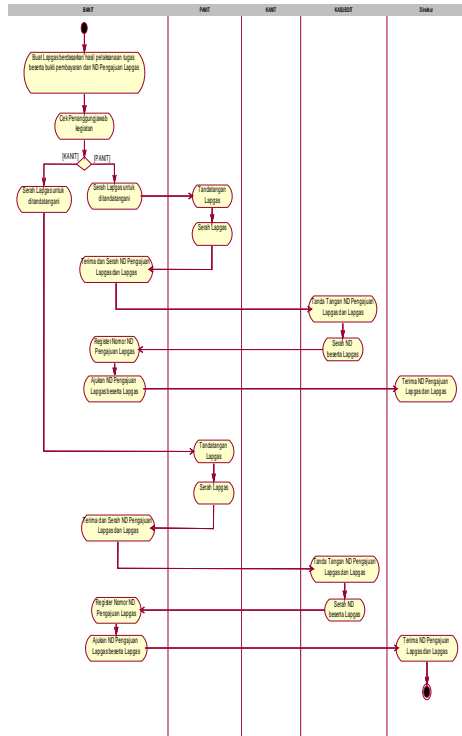 BANIT
PANIT
KANIT
KASUBDIT
Direktur
Buat Lapgas berdasarkan hasil pelaksanaan tugas
beserta bukti pembayaran dan ND Pengajuan Lapgas
Cek Penanggungjawab
kegiatan
[KANIT]
[PANIT]
Serah Lapgas untuk
ditandatangani
Serah Lapgas untuk
ditandatangani
Tandatangan
Lapgas
Serah Lapgas
Terima dan Serah ND Pengajuan
Lapgas dan Lapgas
Tanda Tangan ND Pengajuan
Lapgas dan Lapgas
Register Nomor ND
Pengajuan Lapgas
Serah ND
beserta Lapgas
Ajukan ND Pengajuan
Lapgas beserta Lapgas
Terima ND Pengajuan
Lapgas dan Lapgas
Tandatangan
Lapgas
Serah Lapgas
Terima dan Serah ND Pengajuan
Lapgas dan Lapgas
Tanda Tangan ND Pengajuan
Lapgas dan Lapgas
Register Nomor ND
Pengajuan Lapgas
Serah ND
beserta Lapgas
Ajukan ND Pengajuan
Lapgas beserta Lapgas
Terima ND Pengajuan
Lapgas dan Lapgas